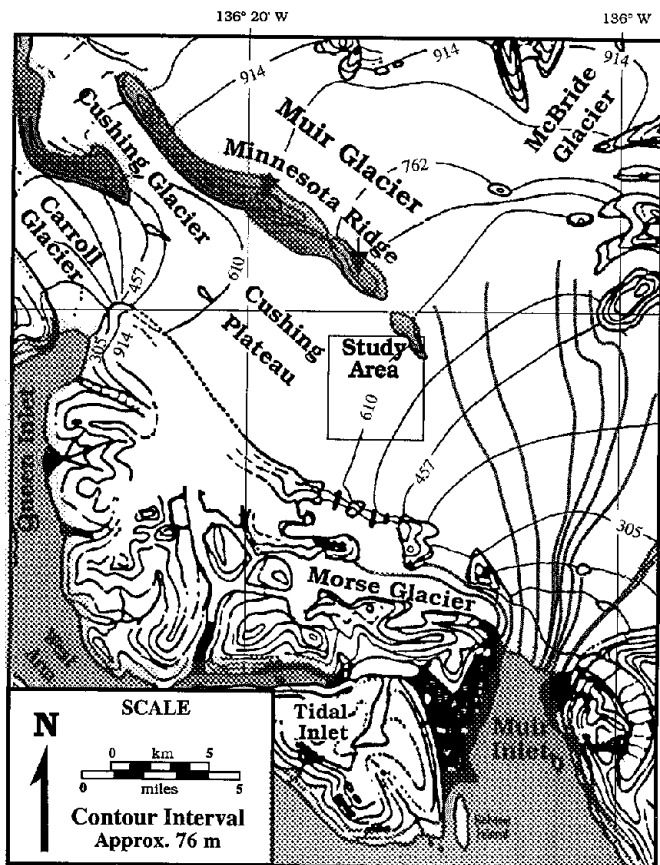 136° 20' W
136° W
914
914
Cushing Glacier
Muir Glacier
McBride
Glacier
Minnesota Ridge
762
Carroll
Glacier
457
610
Cushing
Plateau
305
914
Study
Area
610
457
Queen Inlet
305
Morse Glacier
Tidal
Inlet
Muir
Inlet
SCALE
N
0 km 5
0 miles 5
Contour Interval
Approx. 76 m